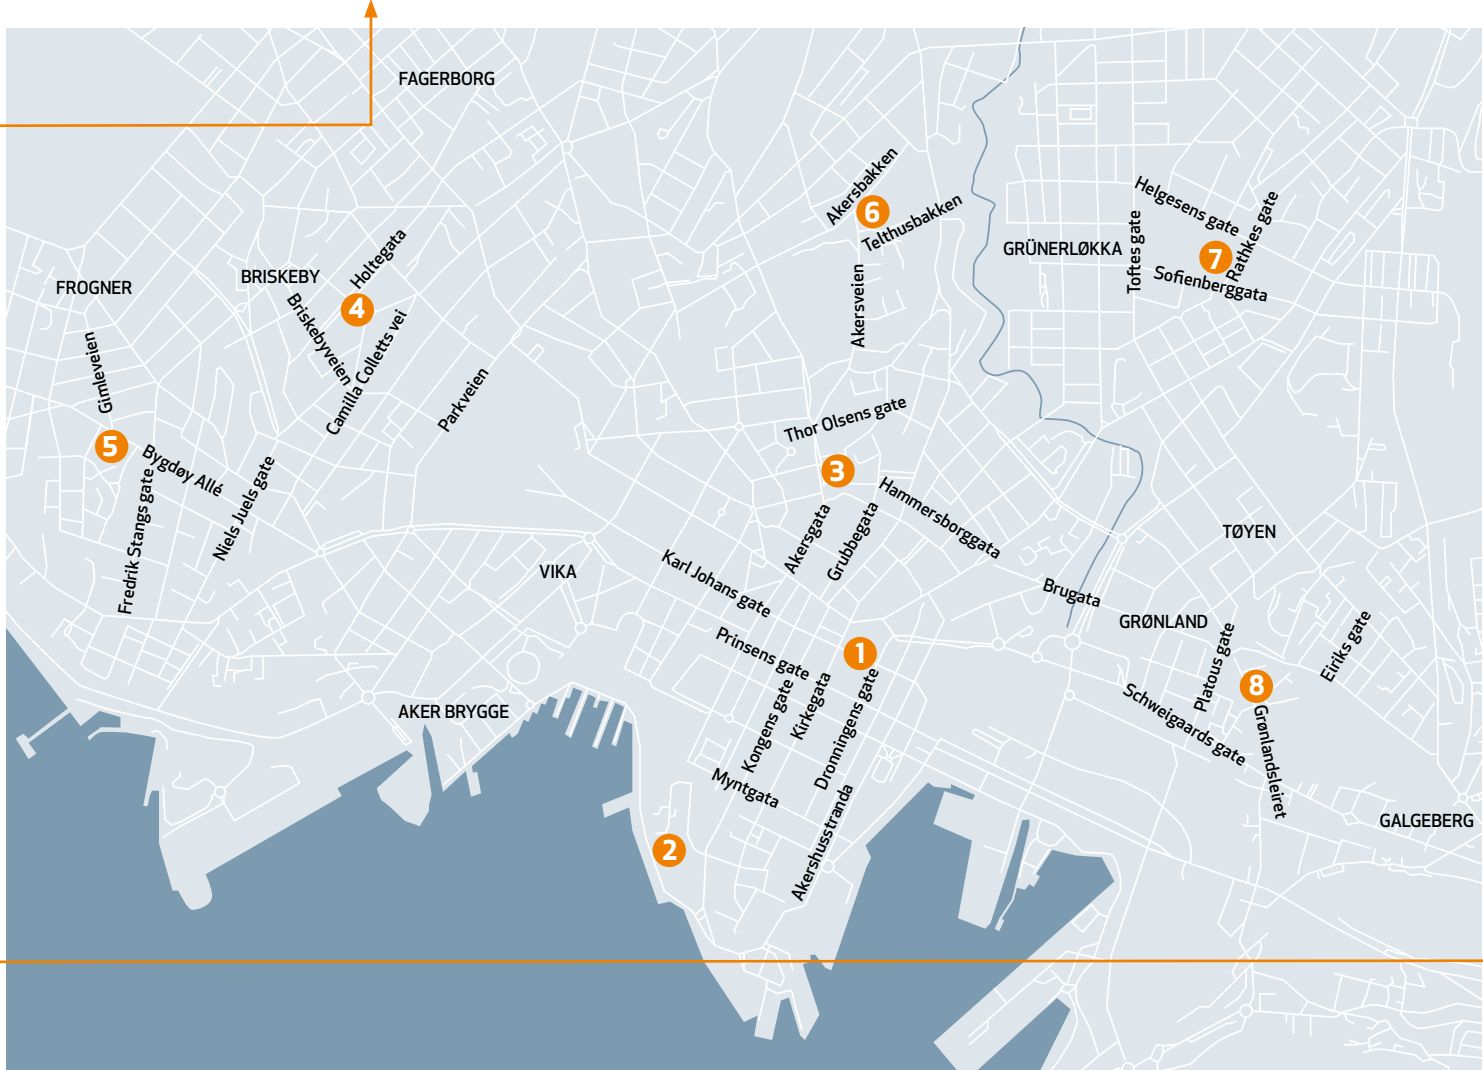 FAGERBORG
Akersbakken
6
Telthusbakken
Akersveien
Helgesens gate
Rathkes gate
GRÜNERLØKKA
Toftes gate
7
Sofienberggata
FROGNER
BRISKEBY
Holtegata
4
Briskebyveien
Camilla Colletts vei
Parkveien
Gimleveien
5
Bygdøy Allé
Fredrik Stangs gate
Niels Juels gate
Thor Olsens gate
3
Hammersborggata
Akersgata
Grubbegata
TØYEN
VIKA
Karl Johans gate
Brugata
GRØNLAND
Prinsens gate
1
Platous gate
Eiriks gate
8
Kongens gate
Kirkegata
Dronningens gate
Schweigaards gate
Grønlandsleiret
AKER BRYGGE
Myntgata
Akershusstranda
GALGEBERG
2